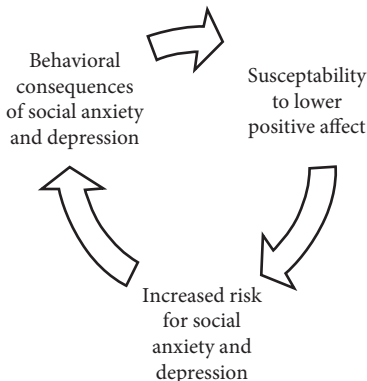 Behavioral
consequences
of social anxiety
and depression
Susceptability
to lower
positive affect
Increased risk
for social
anxiety and
depression